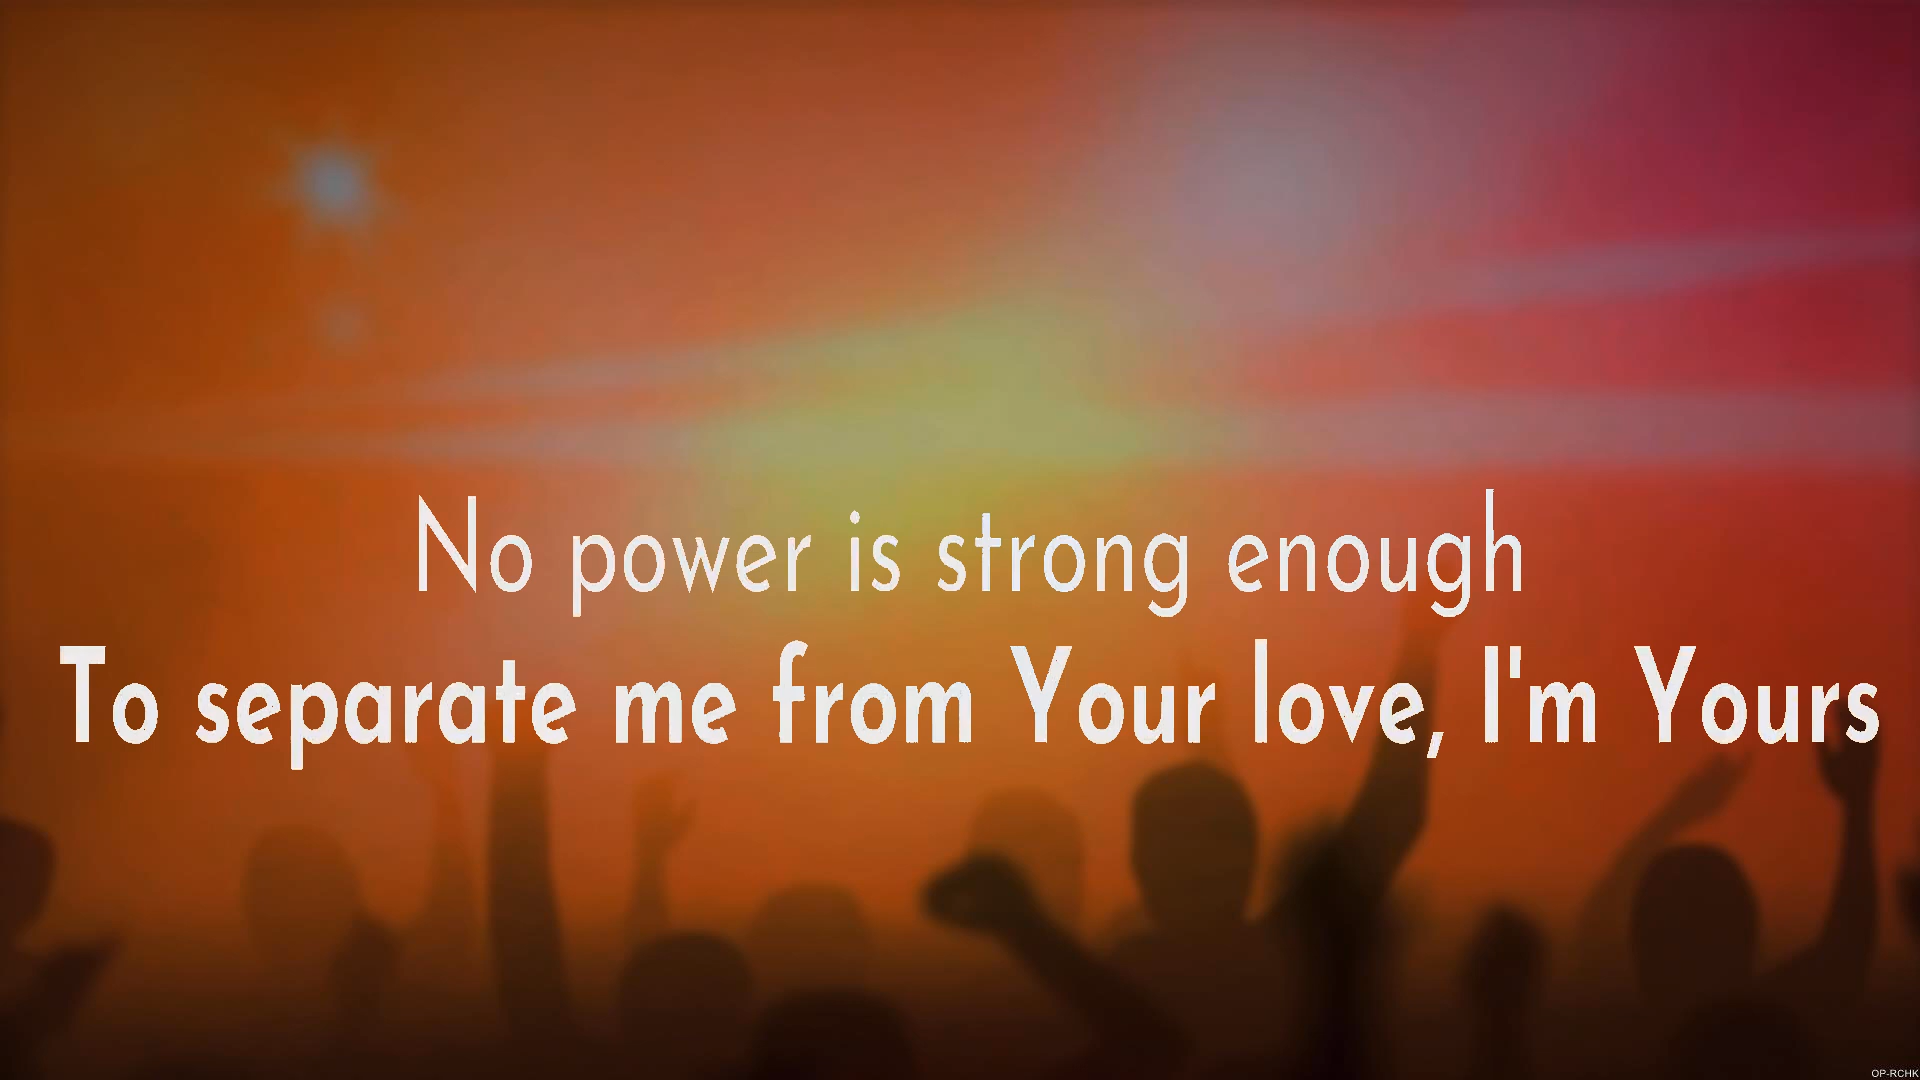 No power is strong enough
To separate me from Your love, I'm Yours
OP-RCHK